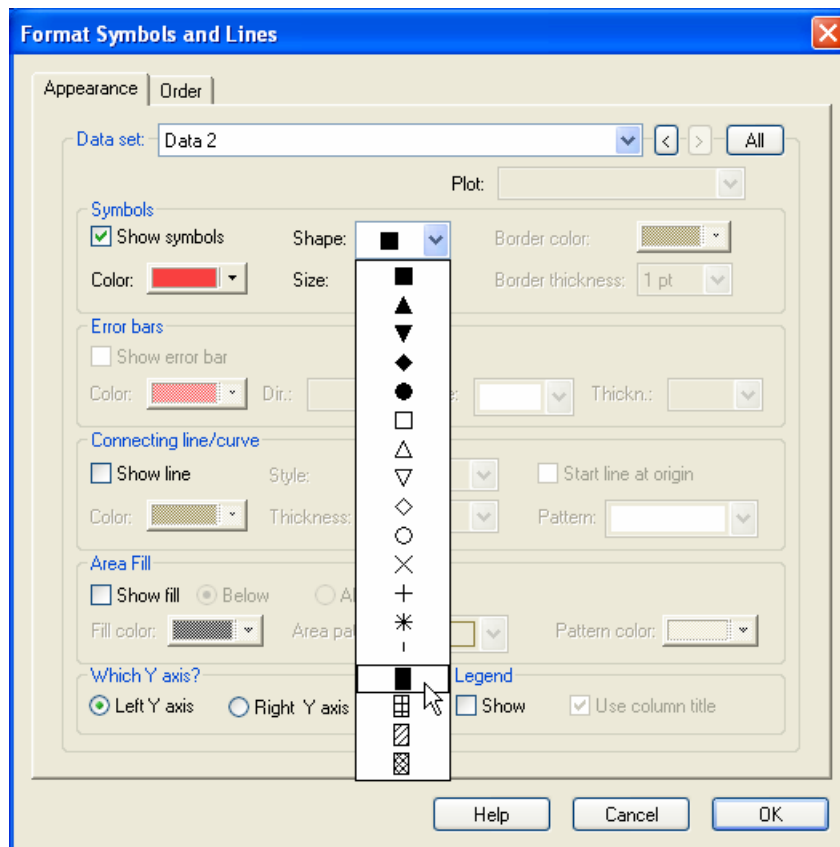 Format Symbols and Lines
Appearance Order
Data set: Data 2 < > All
Plot:
Symbols
Show symbols Shape: Border color:
Color: Size: Border thickness: 1 pt
Error bars
Show error bar
Color: Dir.: Thickn.:
Connecting line/curve
Show line Style: Start line at origin
Color: Thickness: Pattern:
Area Fill
Show fill Below
Fill color: Area Pattern color:
Which Y axis? Legend
Left Y axis Right Y axis Show Use column title
Help Cancel OK